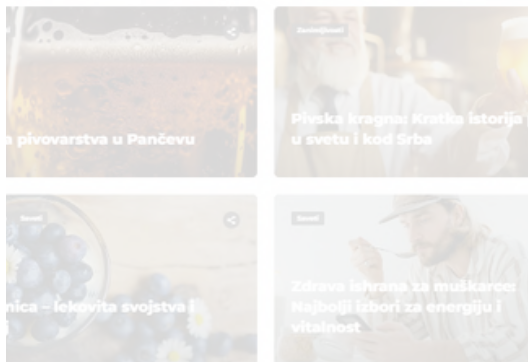 a pivovarstva u Pančevu
Zanimljivosti
Pivska kragna: Kratka istorija
u svetu i kod Srba
Saveti
nica – lekovita svojstva i
Saveti
Zdrava ishrana za muškarce:
Najbolji izbori za energiju i
vitalnost